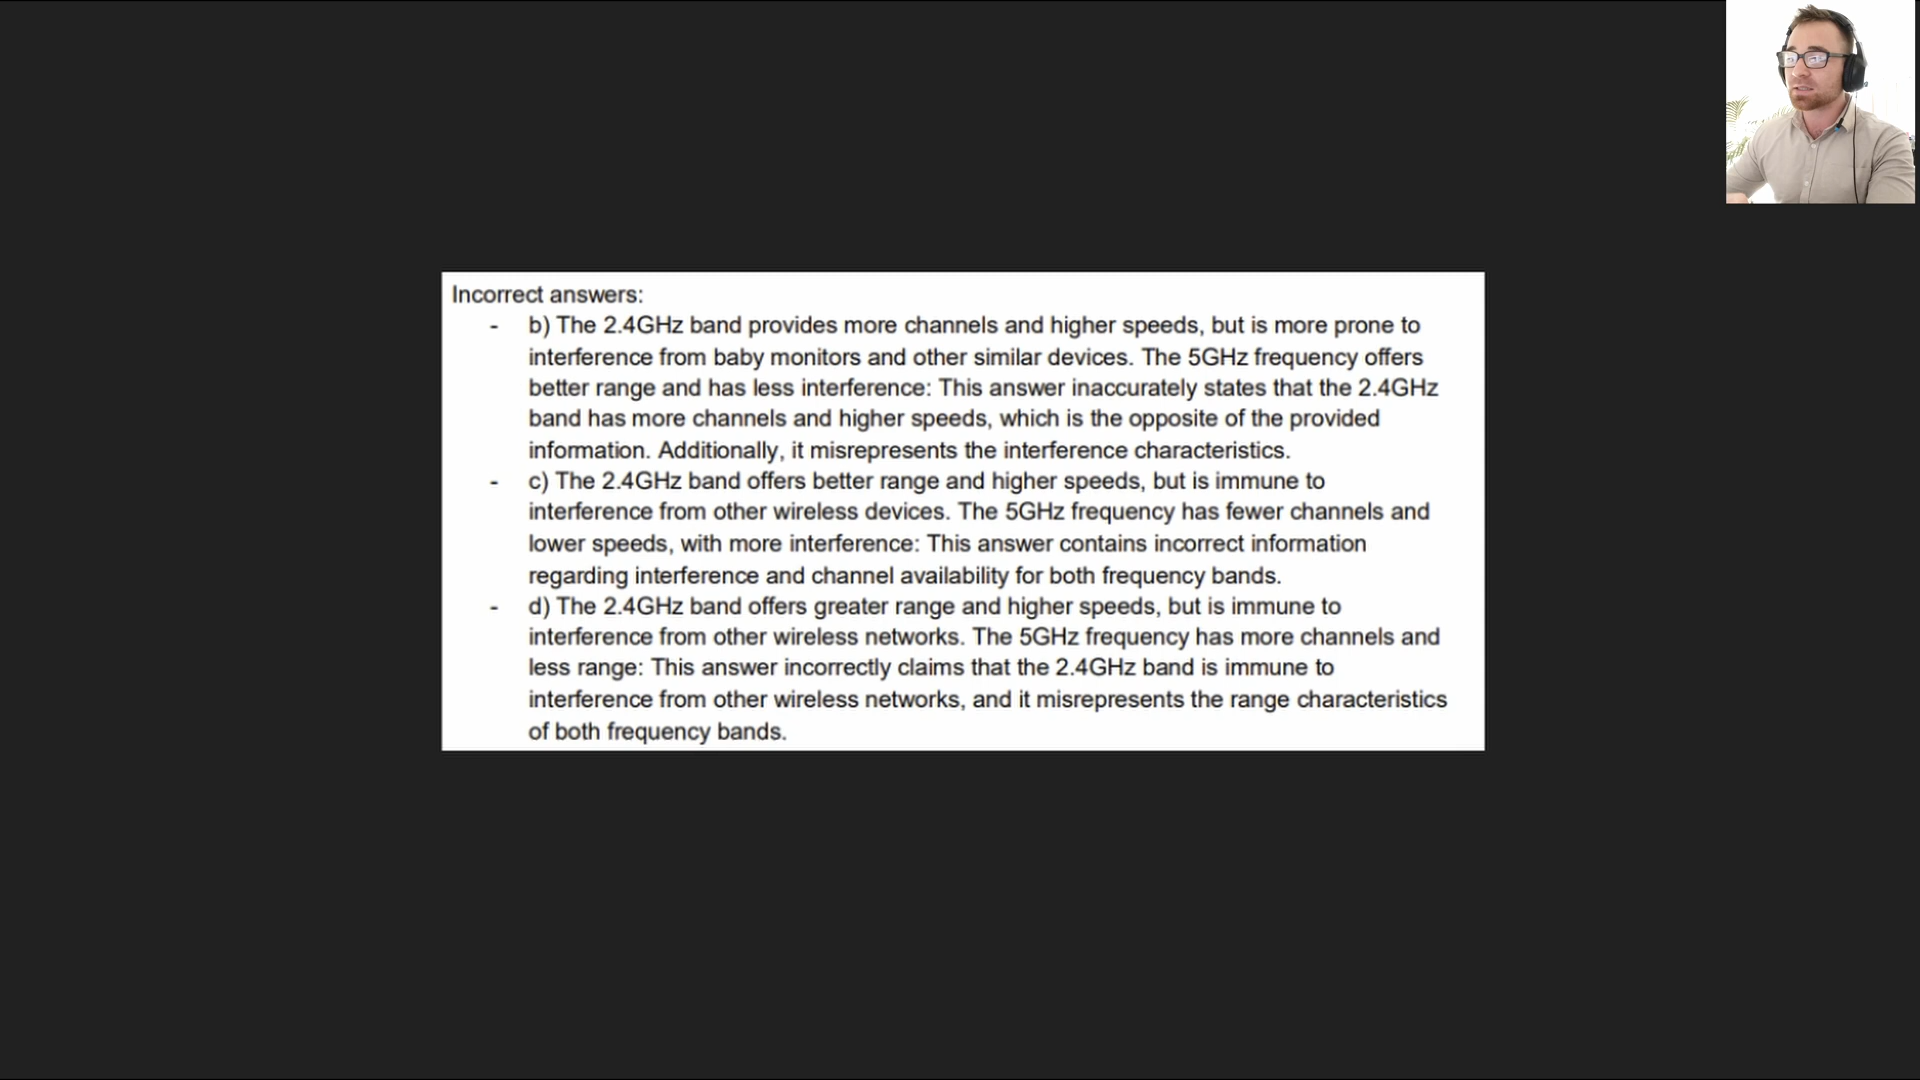 Incorrect answers:
- b) The 2.4GHz band provides more channels and higher speeds, but is more prone to
interference from baby monitors and other similar devices. The 5GHz frequency offers
better range and has less interference: This answer inaccurately states that the 2.4GHz
band has more channels and higher speeds, which is the opposite of the provided
information. Additionally, it misrepresents the interference characteristics.
- c) The 2.4GHz band offers better range and higher speeds, but is immune to
interference from other wireless devices. The 5GHz frequency has fewer channels and
lower speeds, with more interference: This answer contains incorrect information
regarding interference and channel availability for both frequency bands.
- d) The 2.4GHz band offers greater range and higher speeds, but is immune to
interference from other wireless networks. The 5GHz frequency has more channels and
less range: This answer incorrectly claims that the 2.4GHz band is immune to
interference from other wireless networks, and it misrepresents the range characteristics
of both frequency bands.